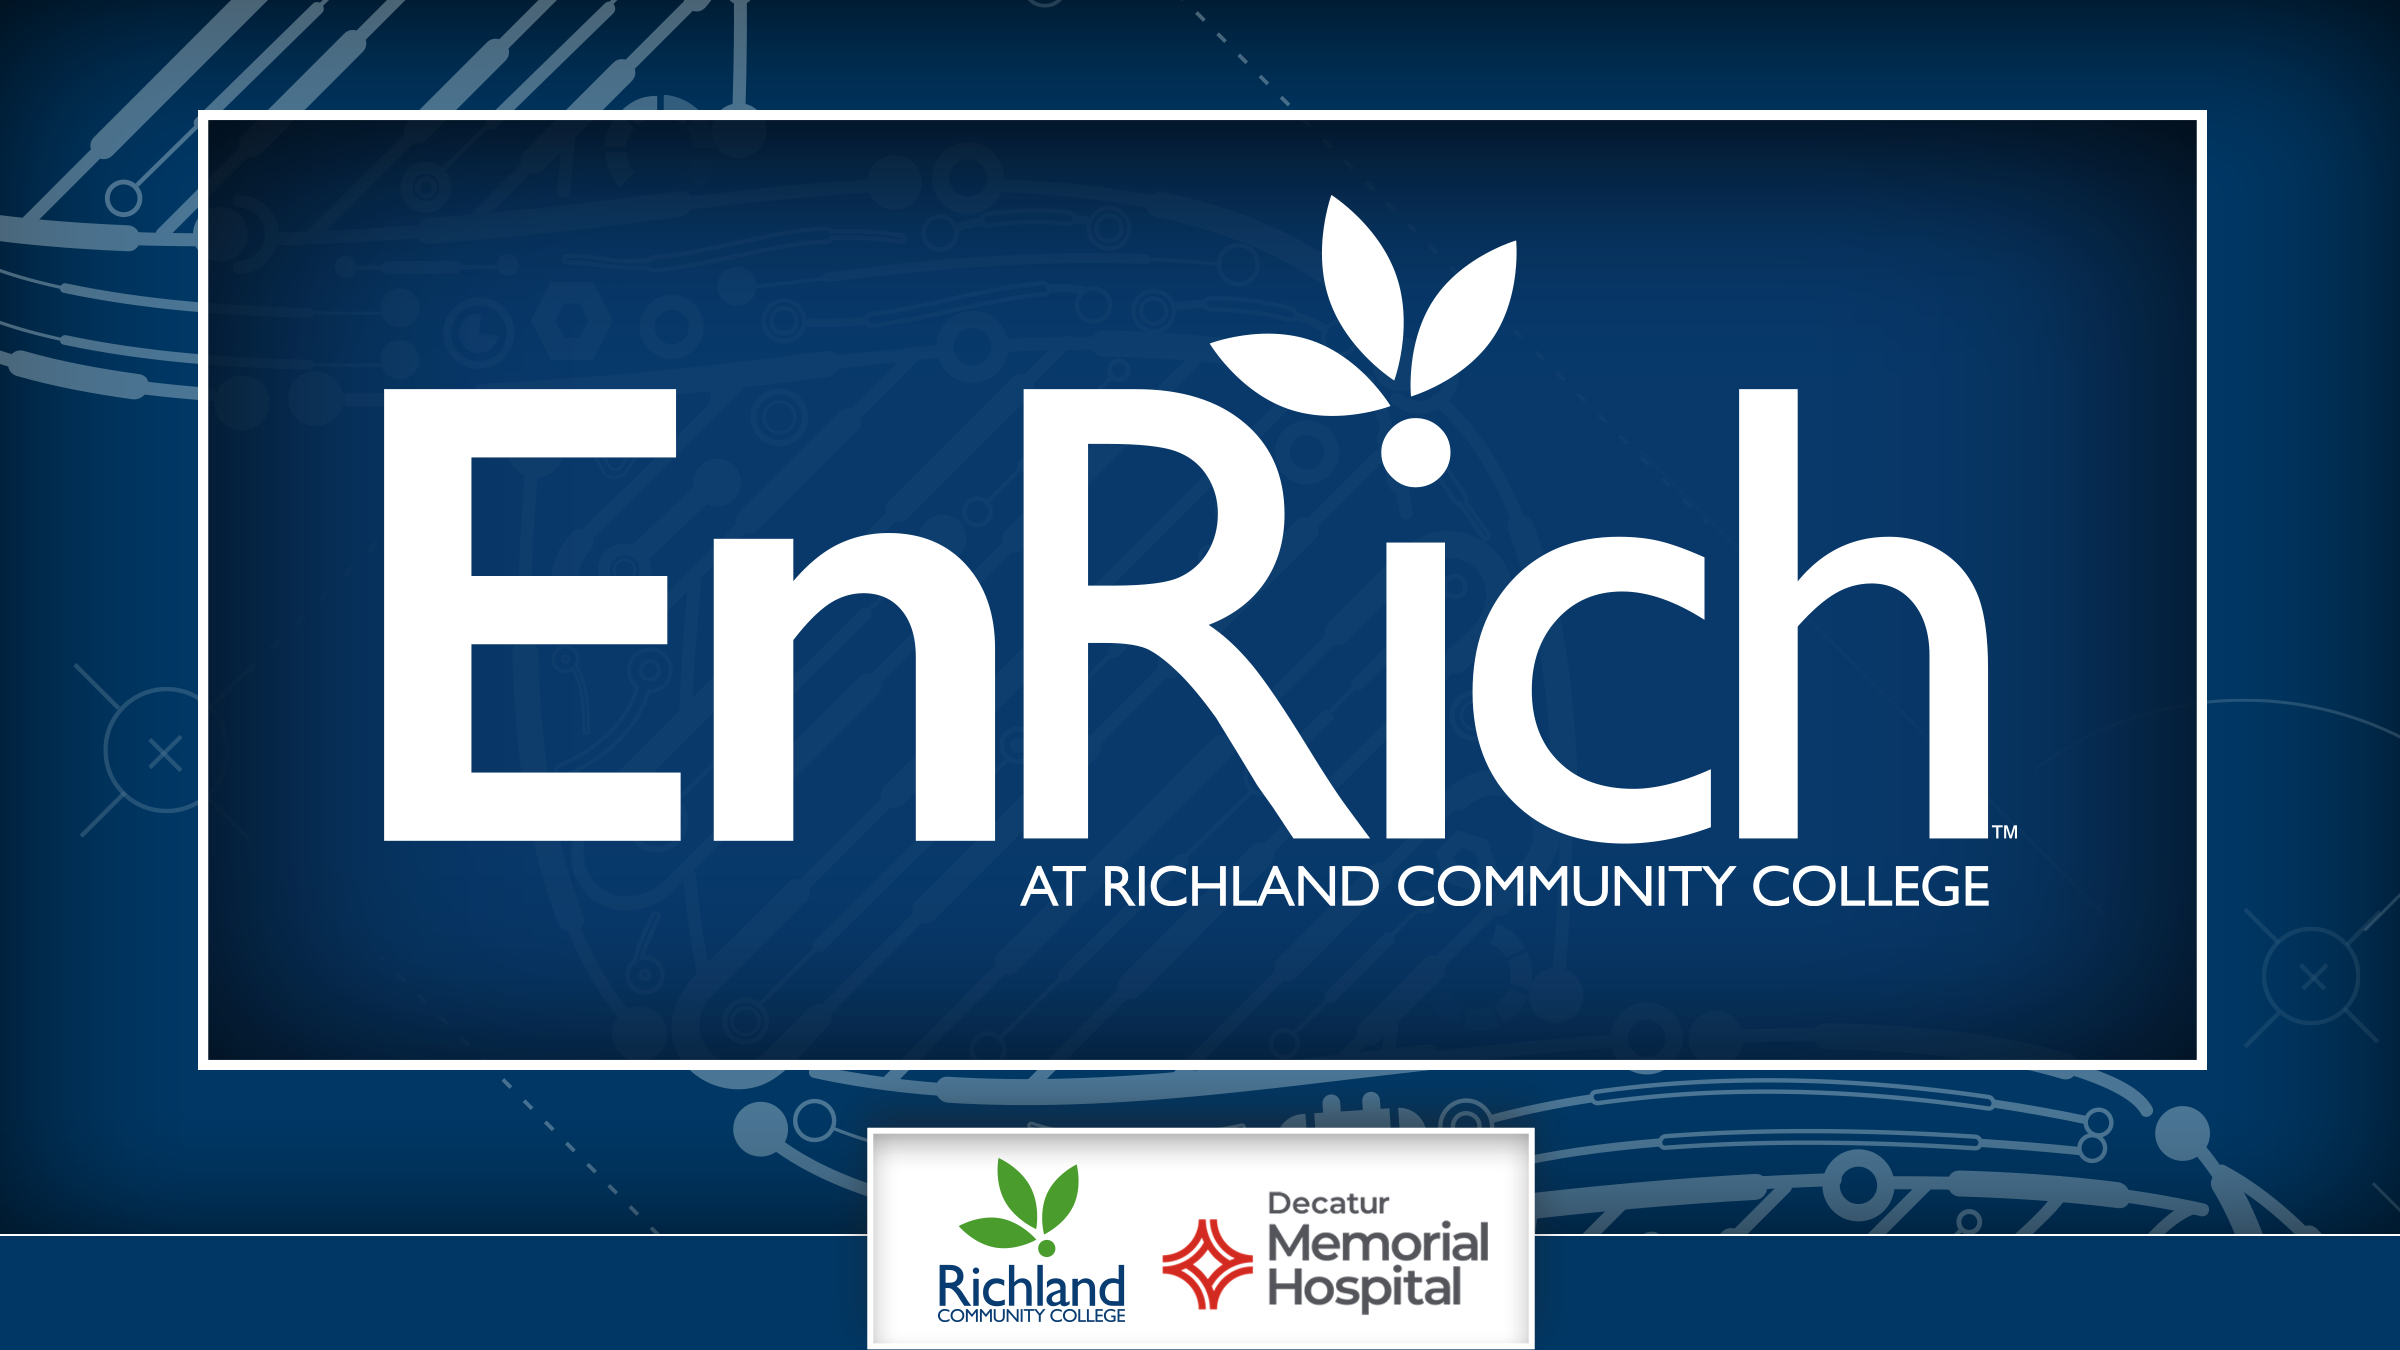 EnRich™
AT RICHLAND COMMUNITY COLLEGE
Richland
COMMUNITY COLLEGE
Decatur
Memorial
Hospital